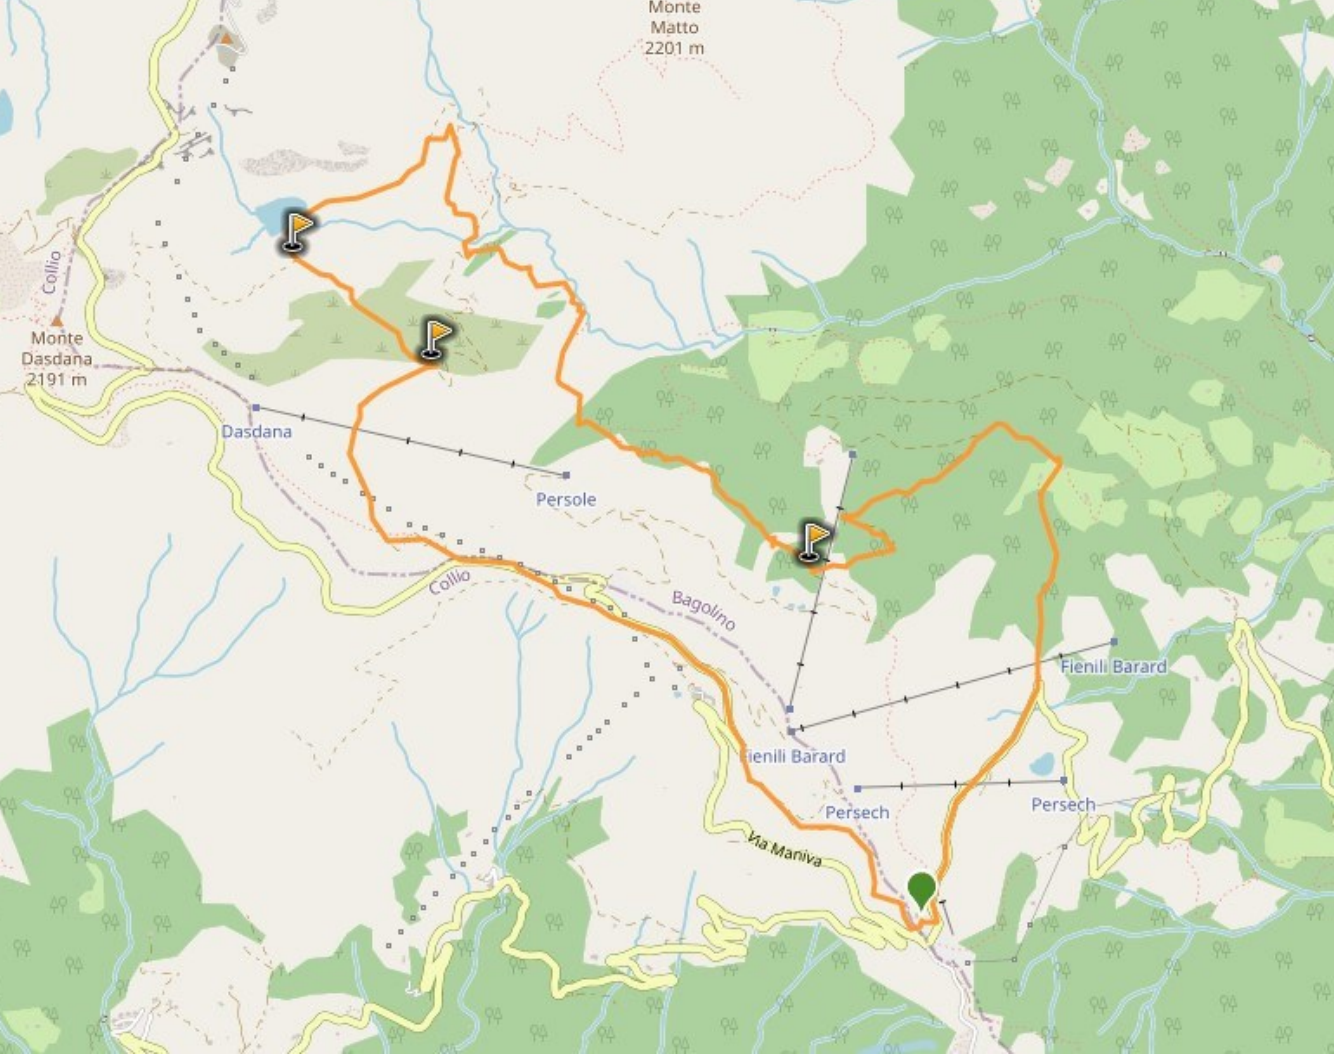 Monte
Matto
2201 m
Collio
Monte
Dasdana
2191 m
Dasdana
Persole
Collio
Bagolino
Fienili Barard
Fienili Barard
Persech
Persech
Via Maniva